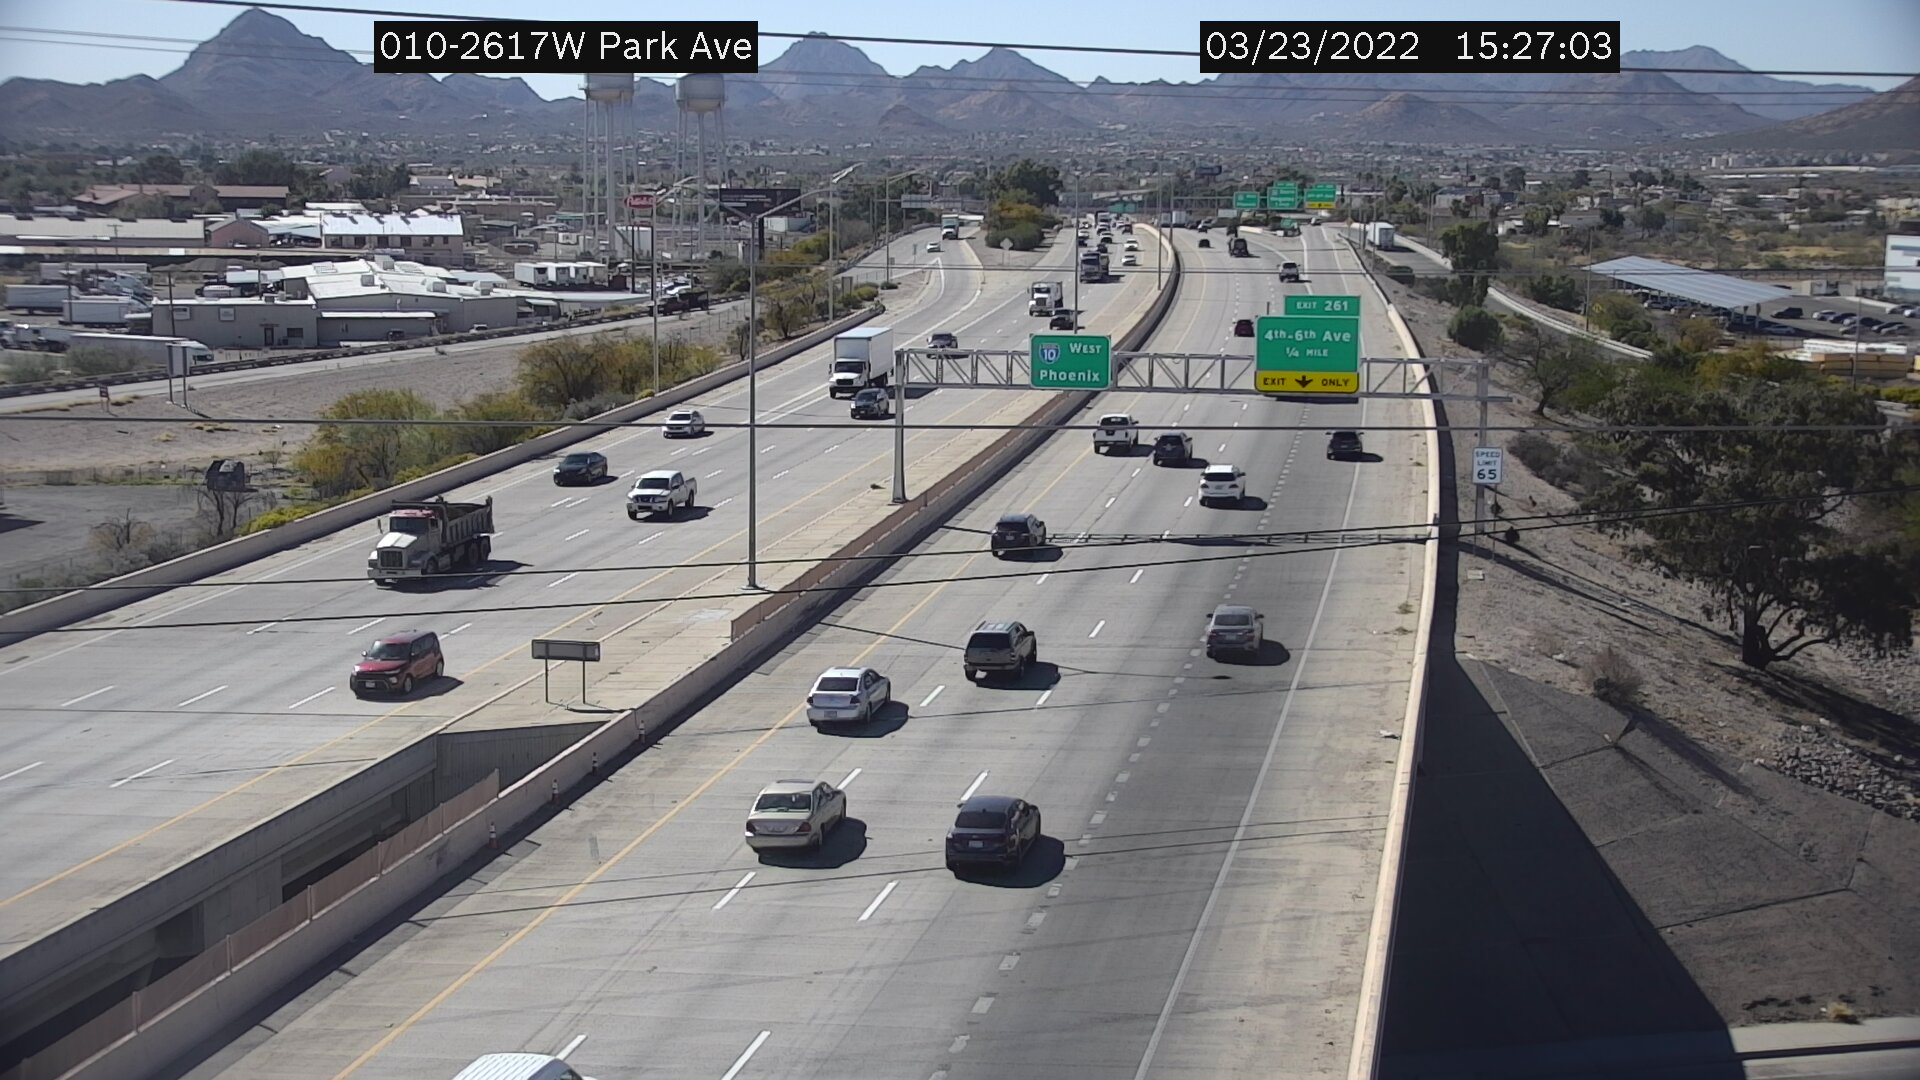 010-2617W Park Ave
03/23/2022 15:27:03
EXIT 261
4th-6th Ave
1/4 MILE
EXIT ONLY
10 WEST
Phoenix
SPEED
LIMIT
65